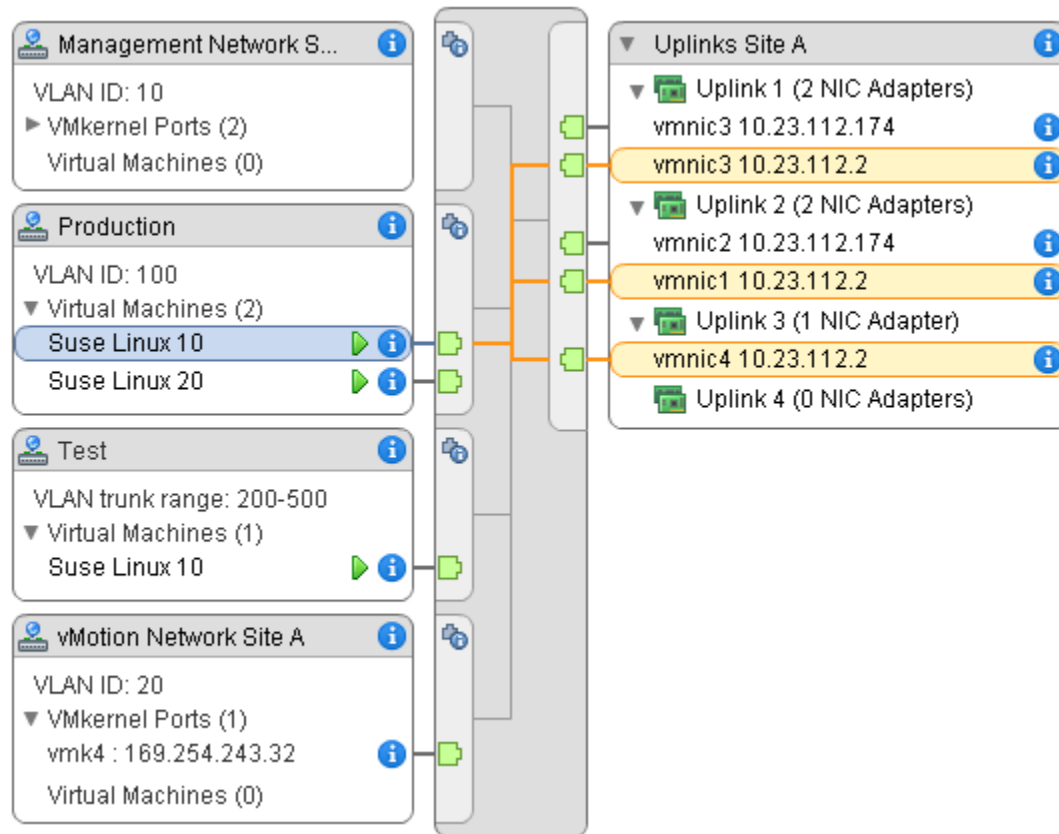 Management Network S...
VLAN ID: 10
VMkernel Ports (2)
Virtual Machines (0)
Production
VLAN ID: 100
Virtual Machines (2)
Suse Linux 10
Suse Linux 20
Test
VLAN trunk range: 200-500
Virtual Machines (1)
Suse Linux 10
vMotion Network Site A
VLAN ID: 20
VMkernel Ports (1)
vmk4 : 169.254.243.32
Virtual Machines (0)
Uplinks Site A
Uplink 1 (2 NIC Adapters)
vmnic3 10.23.112.174
vmnic3 10.23.112.2
Uplink 2 (2 NIC Adapters)
vmnic2 10.23.112.174
vmnic1 10.23.112.2
Uplink 3 (1 NIC Adapter)
vmnic4 10.23.112.2
Uplink 4 (0 NIC Adapters)